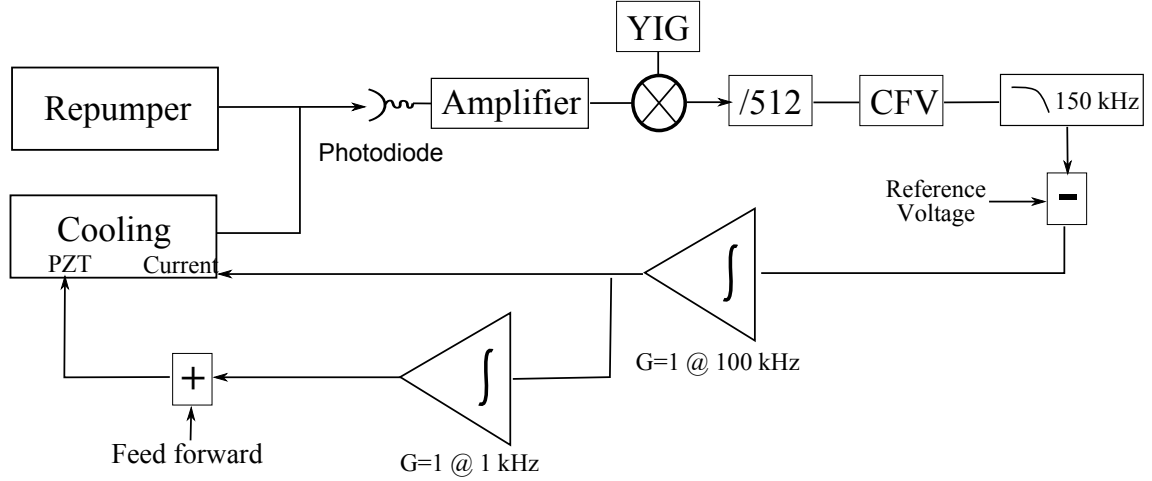 YIG
Repumper
Amplifier
/512
CFV
150 kHz
Photodiode
Reference
Voltage
-
Cooling
PZT
Current
∫
G=1 @ 100 kHz
∫
+
Feed forward
G=1 @ 1 kHz